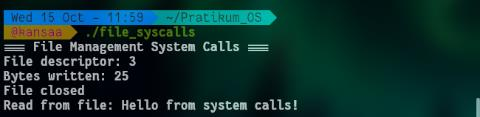 Wed 15 Oct - 11:59 ~/Pratikum_OS
@kansaa ./file_syscalls
=== File Management System Calls ===
File descriptor: 3
Bytes written: 25
File closed
Read from file: Hello from system calls!